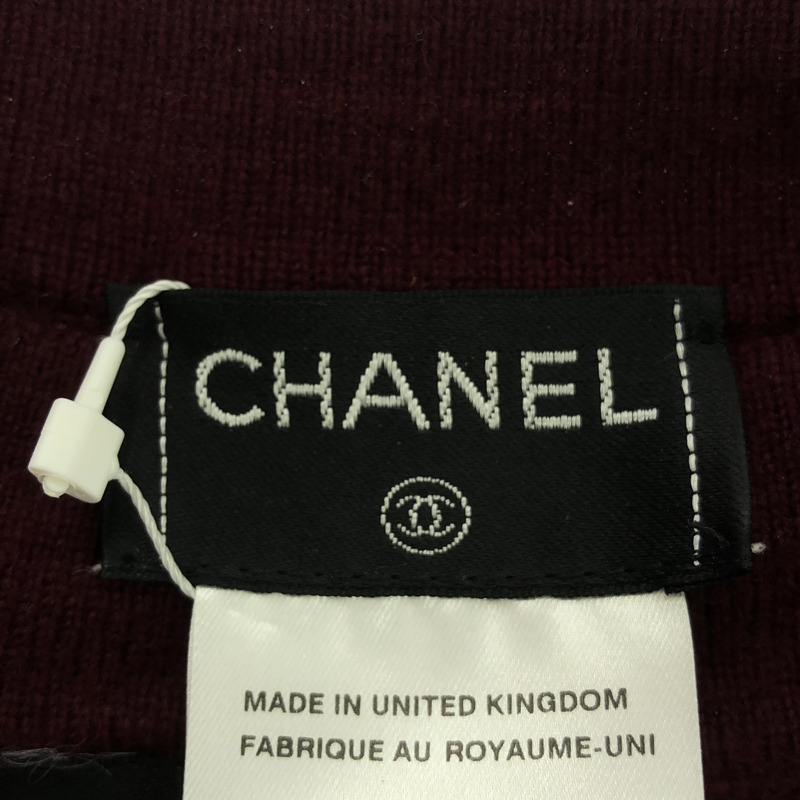 CHANEL
MADE IN UNITED KINGDOM
FABRIQUE AU ROYAUME-UNI